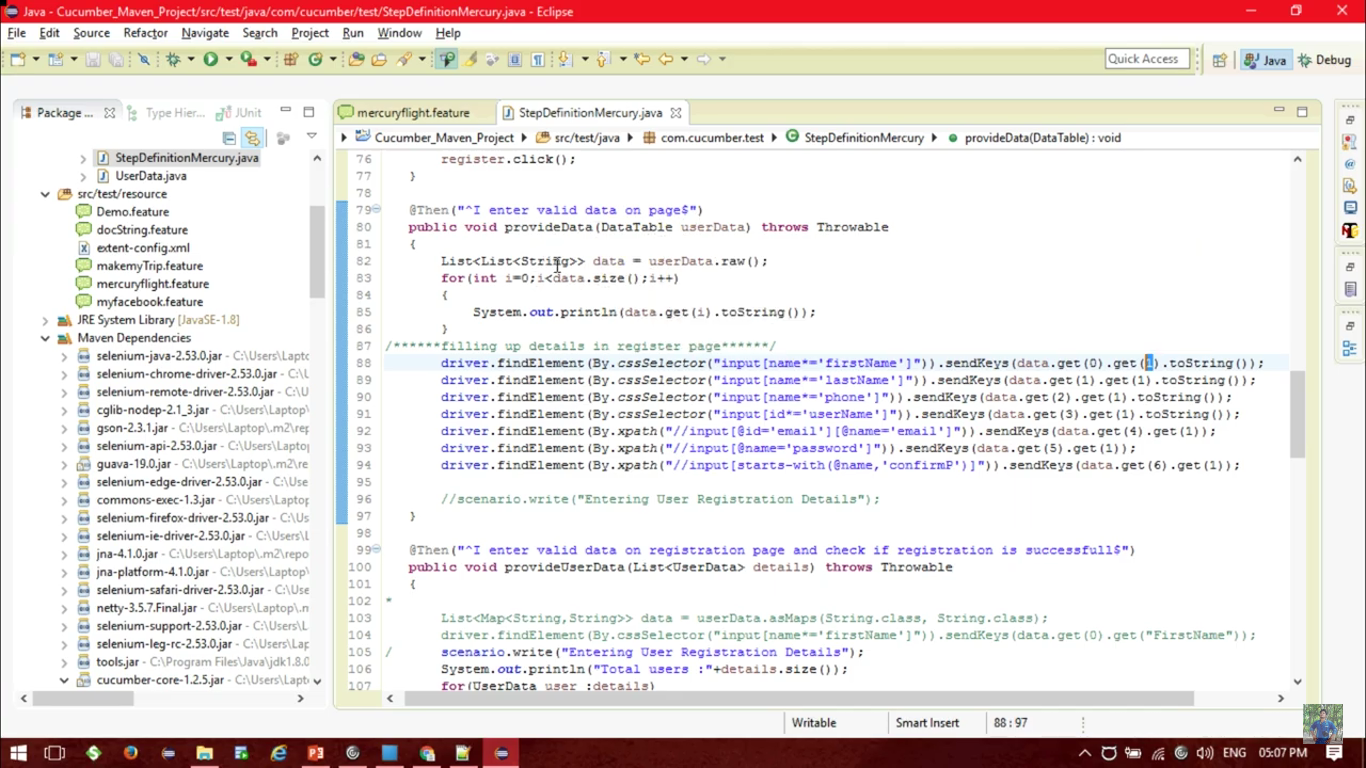 Java - Cucumber_Maven_Project/src/test/java/com/cucumber/test/StepDefinitionMercury.java - Eclipse
File Edit Source Refactor Navigate Search Project Run Window Help
Quick Access Java Debug
Package ... Type Hier... JUnit
StepDefinitionMercury.java
UserData.java
src/test/resource
Demo.feature
docString.feature
extent-config.xml
makemyTrip.feature
mercuryflight.feature
myfacebook.feature
JRE System Library [JavaSE-1.8]
Maven Dependencies
selenium-java-2.53.0.jar - C:\Users\Lapto
selenium-chrome-driver-2.53.0.jar - C:\U
selenium-remote-driver-2.53.0.jar - C:\U
cglib-nodep-2.1_3.jar - C:\Users\Laptop\
gson-2.3.1.jar - C:\Users\Laptop\.m2\rep
selenium-api-2.53.0.jar - C:\Users\Lapto
guava-19.0.jar - C:\Users\Laptop\.m2\re
selenium-edge-driver-2.53.0.jar - C:\Use
commons-exec-1.3.jar - C:\Users\Laptop
selenium-firefox-driver-2.53.0.jar - C:\Us
selenium-ie-driver-2.53.0.jar - C:\Users\L
jna-4.1.0.jar - C:\Users\Laptop\.m2\repo
jna-platform-4.1.0.jar - C:\Users\Laptop\
selenium-safari-driver-2.53.0.jar - C:\Use
netty-3.5.7.Final.jar - C:\Users\Laptop\.m
selenium-leg-rc-2.53.0.jar - C:\Users\La
tools.jar - C:\Program Files\Java\jdk1.8.0
cucumber-core-1.2.5.jar - C:\Users\Lapt
mercuryflight.feature StepDefinitionMercury.java
Cucumber_Maven_Project src/test/java com.cucumber.test StepDefinitionMercury provideData(DataTable) : void
76 register.click();
77 }
78
79 @Then("^I enter valid data on page$")
80 public void provideData(DataTable userData) throws Throwable
81 {
82 List<List<String>> data = userData.raw();
83 for(int i=0;i<data.size();i++)
84 {
85 System.out.println(data.get(i).toString());
86 }
87 /******filling up details in register page******/
88 driver.findElement(By.cssSelector("input[name*='firstName']")).sendKeys(data.get(0).get(1).toString());
89 driver.findElement(By.cssSelector("input[name*='lastName']")).sendKeys(data.get(1).get(1).toString());
90 driver.findElement(By.cssSelector("input[name*='phone']")).sendKeys(data.get(2).get(1).toString());
91 driver.findElement(By.cssSelector("input[id*='userName']")).sendKeys(data.get(3).get(1).toString());
92 driver.findElement(By.xpath("//input[@id='email'][@name='email']")).sendKeys(data.get(4).get(1));
93 driver.findElement(By.xpath("//input[@name='password']")).sendKeys(data.get(5).get(1));
94 driver.findElement(By.xpath("//input[starts-with(@name,'confirmP')]")).sendKeys(data.get(6).get(1));
95
96 //scenario.write("Entering User Registration Details");
97 }
98
99 @Then("^I enter valid data on registration page and check if registration is successfull$")
100 public void provideUserData(List<UserData> details) throws Throwable
101 {
102 *
103 List<Map<String,String>> data = userData.asMaps(String.class, String.class);
104 driver.findElement(By.cssSelector("input[name*='firstName']")).sendKeys(data.get(0).get("FirstName"));
105 / scenario.write("Entering User Registration Details");
106 System.out.println("Total users :"+details.size());
107 for(UserData user :details)
Writable Smart Insert 88 : 97
ENG 05:07 PM